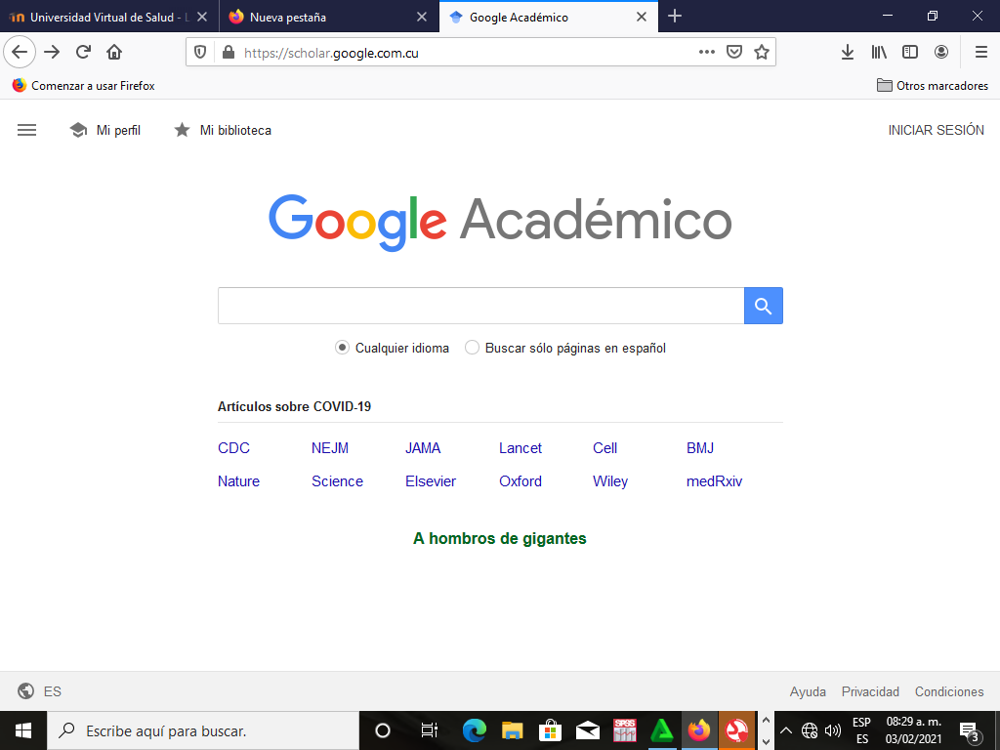 Universidad Virtual de Salud - L
Nueva pestaña
Google Académico
https://scholar.google.com.cu
Comenzar a usar Firefox
Otros marcadores
Mi perfil
Mi biblioteca
INICIAR SESIÓN
Google Académico
Cualquier idioma
Buscar sólo páginas en español
Artículos sobre COVID-19
CDC NEJM JAMA Lancet Cell BMJ
Nature Science Elsevier Oxford Wiley medRxiv
A hombros de gigantes
ES
Ayuda Privacidad Condiciones
Escribe aquí para buscar.
SPSS
ESP
ES
08:29 a. m.
03/02/2021
3